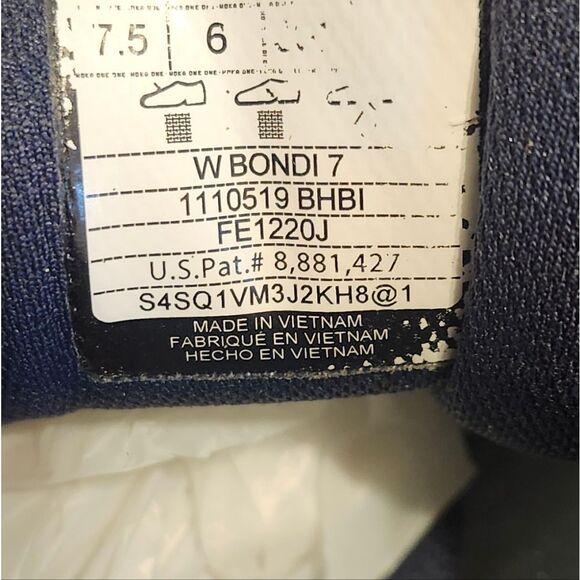 7.5 6
W BONDI 7
1110519 BHBI
FE1220J
U.S.Pat.# 8,881,427
S4SQ1VM3J2KH8@1
MADE IN VIETNAM
FABRIQUÉ EN VIETNAM
HECHO EN VIETNAM